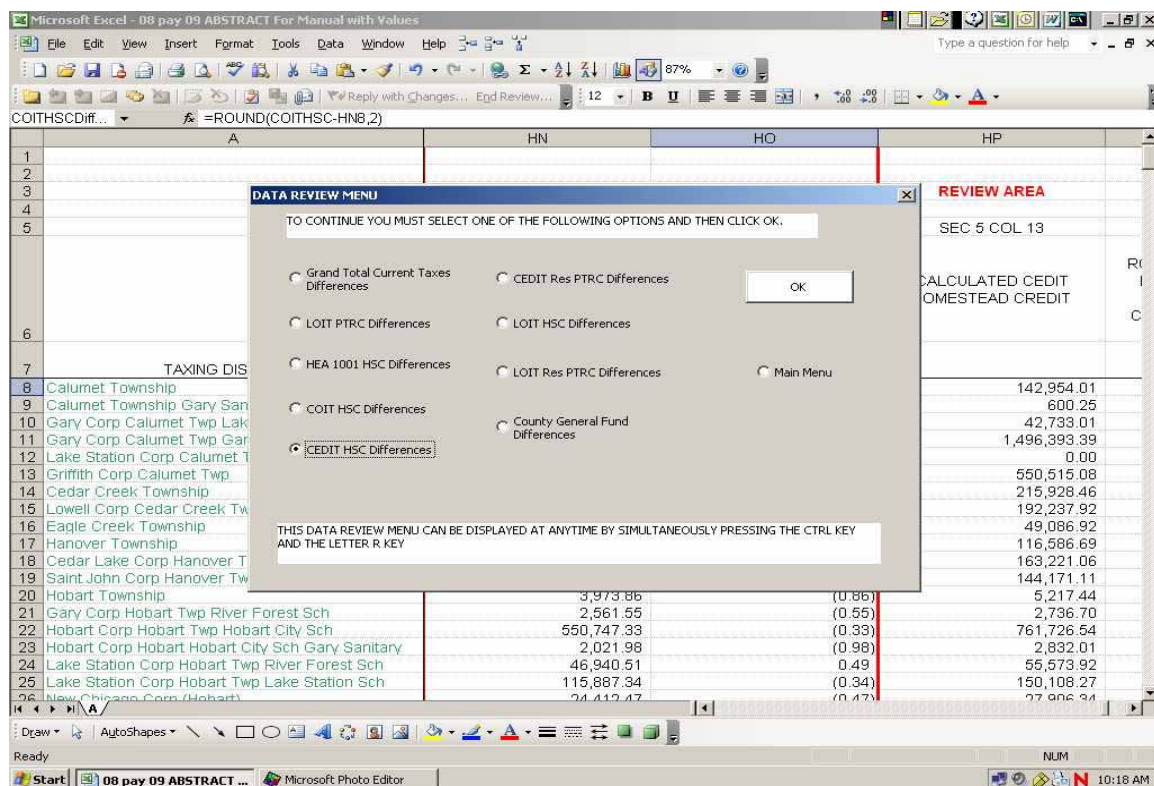 Microsoft Excel - 08 pay 09 ABSTRACT For Manual with Values
File Edit View Insert Format Tools Data Window Help
Type a question for help
87%
Reply with Changes... End Review...
12
B U
COITHSCDiff...
fx =ROUND(COITHSC-HN8,2)
A HN HO HP
1
2
3 REVIEW AREA
4
5 SEC 5 COL 13
CALCULATED CEDIT
HOMESTEAD CREDIT
6
7 TAXING DIS
8 Calumet Township 142,954.01
9 Calumet Township Gary San 600.25
10 Gary Corp Calumet Twp Lak 42,733.01
11 Gary Corp Calumet Twp Gar 1,496,393.39
12 Lake Station Corp Calumet T 0.00
13 Griffith Corp Calumet Twp 550,515.08
14 Cedar Creek Township 215,928.46
15 Lowell Corp Cedar Creek Tw 192,237.92
16 Eagle Creek Township 49,086.92
17 Hanover Township 116,586.69
18 Cedar Lake Corp Hanover T 163,221.06
19 Saint John Corp Hanover Tw 144,171.11
20 Hobart Township 3,973.86 (0.86) 5,217.44
21 Gary Corp Hobart Twp River Forest Sch 2,561.55 (0.55) 2,736.70
22 Hobart Corp Hobart Twp Hobart City Sch 550,747.33 (0.33) 761,726.54
23 Hobart Corp Hobart Hobart City Sch Gary Sanitary 2,021.98 (0.98) 2,832.01
24 Lake Station Corp Hobart Twp River Forest Sch 46,940.51 0.49 55,573.92
25 Lake Station Corp Hobart Twp Lake Station Sch 115,887.34 (0.34) 150,108.27
26 New Chicago Corp (Hobart) 24,412.47 (0.47) 27,906.34
DATA REVIEW MENU
TO CONTINUE YOU MUST SELECT ONE OF THE FOLLOWING OPTIONS AND THEN CLICK OK.
Grand Total Current Taxes
Differences
CEDIT Res PTRC Differences
OK
LOIT PTRC Differences
LOIT HSC Differences
HEA 1001 HSC Differences
LOIT Res PTRC Differences
Main Menu
COIT HSC Differences
County General Fund
Differences
CEDIT HSC Differences
THIS DATA REVIEW MENU CAN BE DISPLAYED AT ANYTIME BY SIMULTANEOUSLY PRESSING THE CTRL KEY
AND THE LETTER R KEY
A
Draw AutoShapes
Ready NUM
Start 08 pay 09 ABSTRACT ... Microsoft Photo Editor 10:18 AM